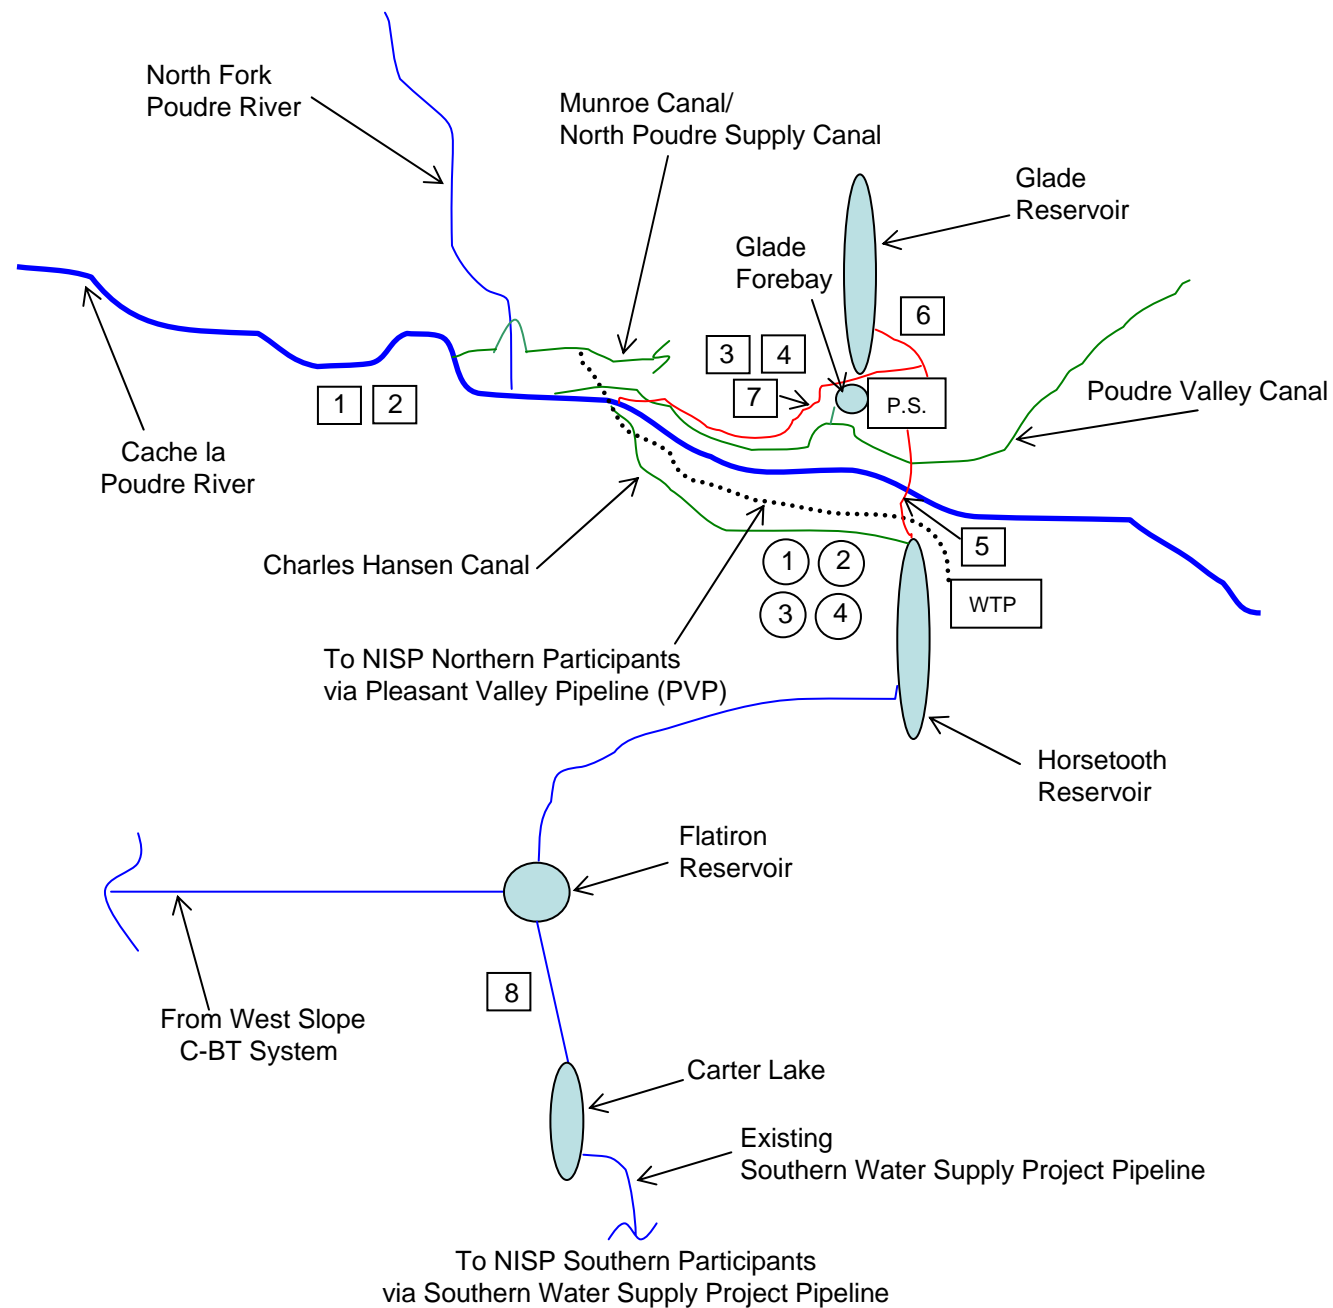 North Fork
Poudre River
Munroe Canal/
North Poudre Supply Canal
Glade
Reservoir
Glade
Forebay
6
3 4
7
P.S.
Poudre Valley Canal
1 2
Cache la
Poudre River
Charles Hansen Canal
5
1 2
3 4
WTP
To NISP Northern Participants
via Pleasant Valley Pipeline (PVP)
Horsetooth
Reservoir
Flatiron
Reservoir
8
From West Slope
C-BT System
Carter Lake
Existing
Southern Water Supply Project Pipeline
To NISP Southern Participants
via Southern Water Supply Project Pipeline